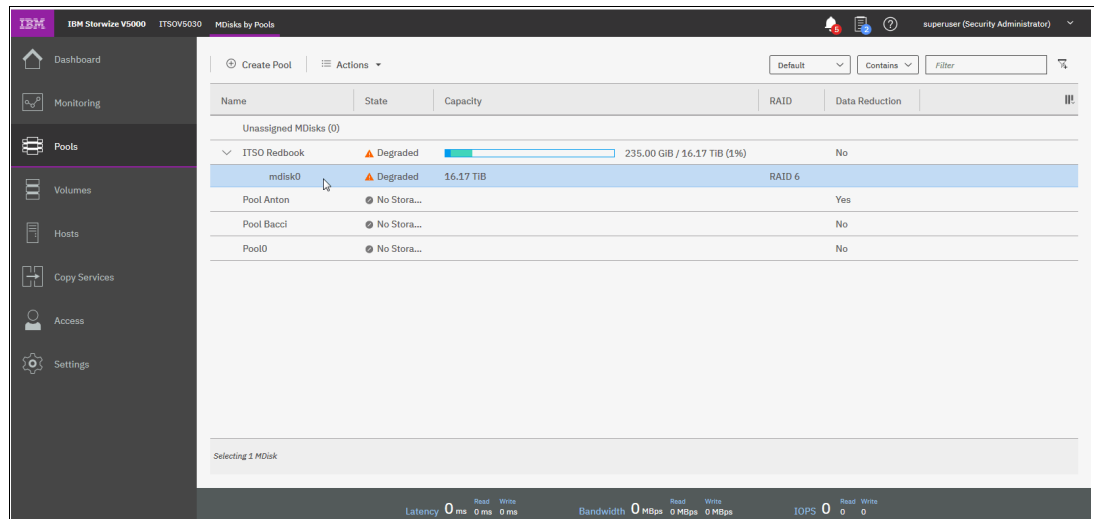 IBM IBM Storwize V5000 ITSOV5030 MDisks by Pools 5 2 superuser (Security Administrator)
Dashboard
Monitoring
Pools
Volumes
Hosts
Copy Services
Access
Settings
Create Pool Actions Default Contains Filter
Name State Capacity RAID Data Reduction
Unassigned MDisks (0)
ITSO Redbook Degraded 235.00 GiB / 16.17 TiB (1%) No
mdisk0 Degraded 16.17 TiB RAID 6
Pool Anton No Stora... Yes
Pool Bacci No Stora... No
Pool0 No Stora... No
Selecting 1 MDisk
Read Write Read Write Read Write
Latency 0 ms 0 ms 0 ms Bandwidth 0 MBps 0 MBps 0 MBps IOPS 0 0 0